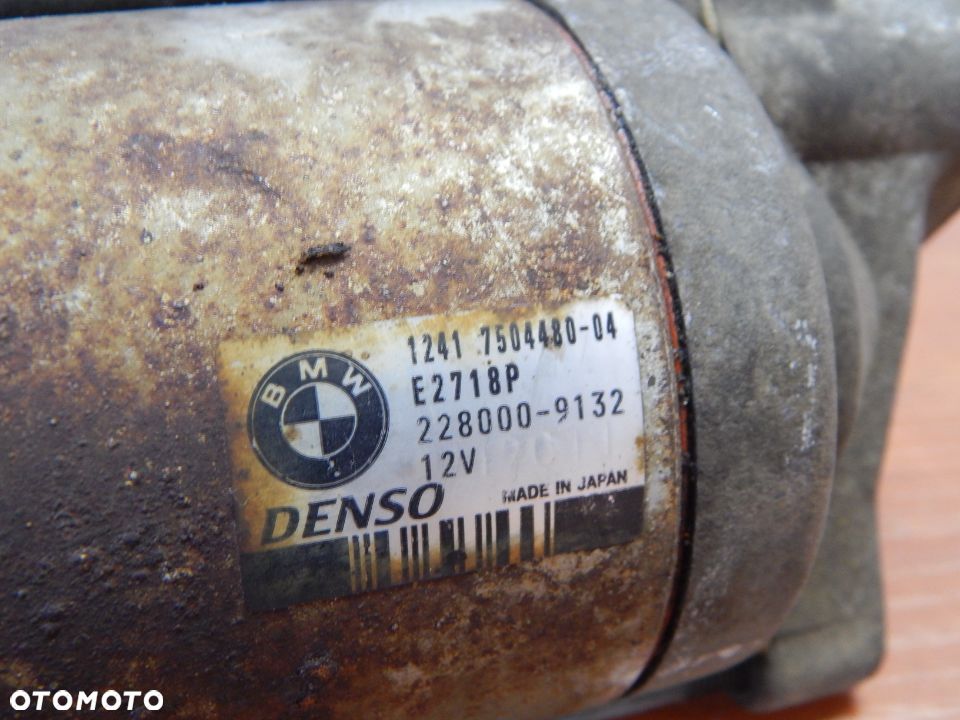 1241 7504480-04
E2718P
BMW
228000-9132
12V
DENSO MADE IN JAPAN
OTOMOTO